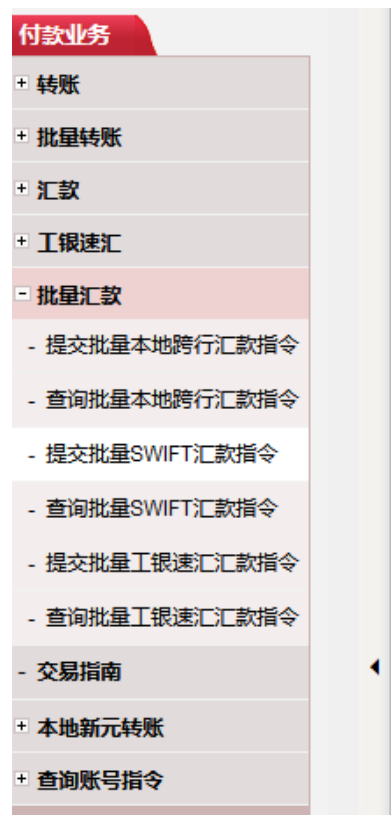 付款业务
+ 转账
+ 批量转账
+ 汇款
+ 工银速汇
- 批量汇款
- 提交批量本地跨行汇款指令
- 查询批量本地跨行汇款指令
- 提交批量SWIFT汇款指令
- 查询批量SWIFT汇款指令
- 提交批量工银速汇汇款指令
- 查询批量工银速汇汇款指令
- 交易指南
+ 本地新元转账
+ 查询账号指令